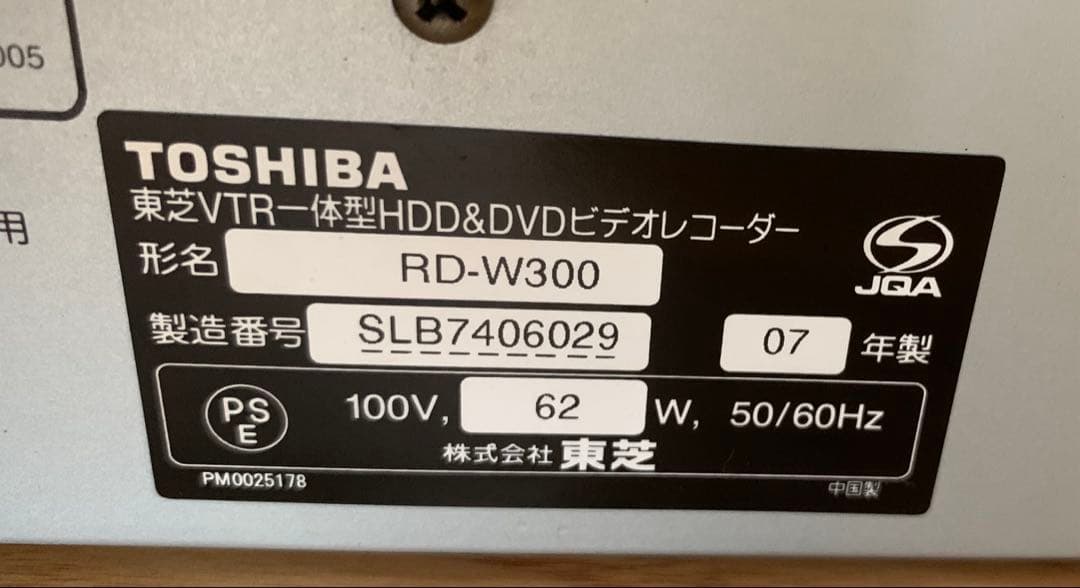 005
用
TOSHIBA
東芝VTR一体型HDD&DVDビデオレコーダー
形名 RD-W300
JQA
製造番号 SLB7406029 07 年製
PS
E
100V, 62 W, 50/60Hz
株式会社 東芝
PM0025178
中国製